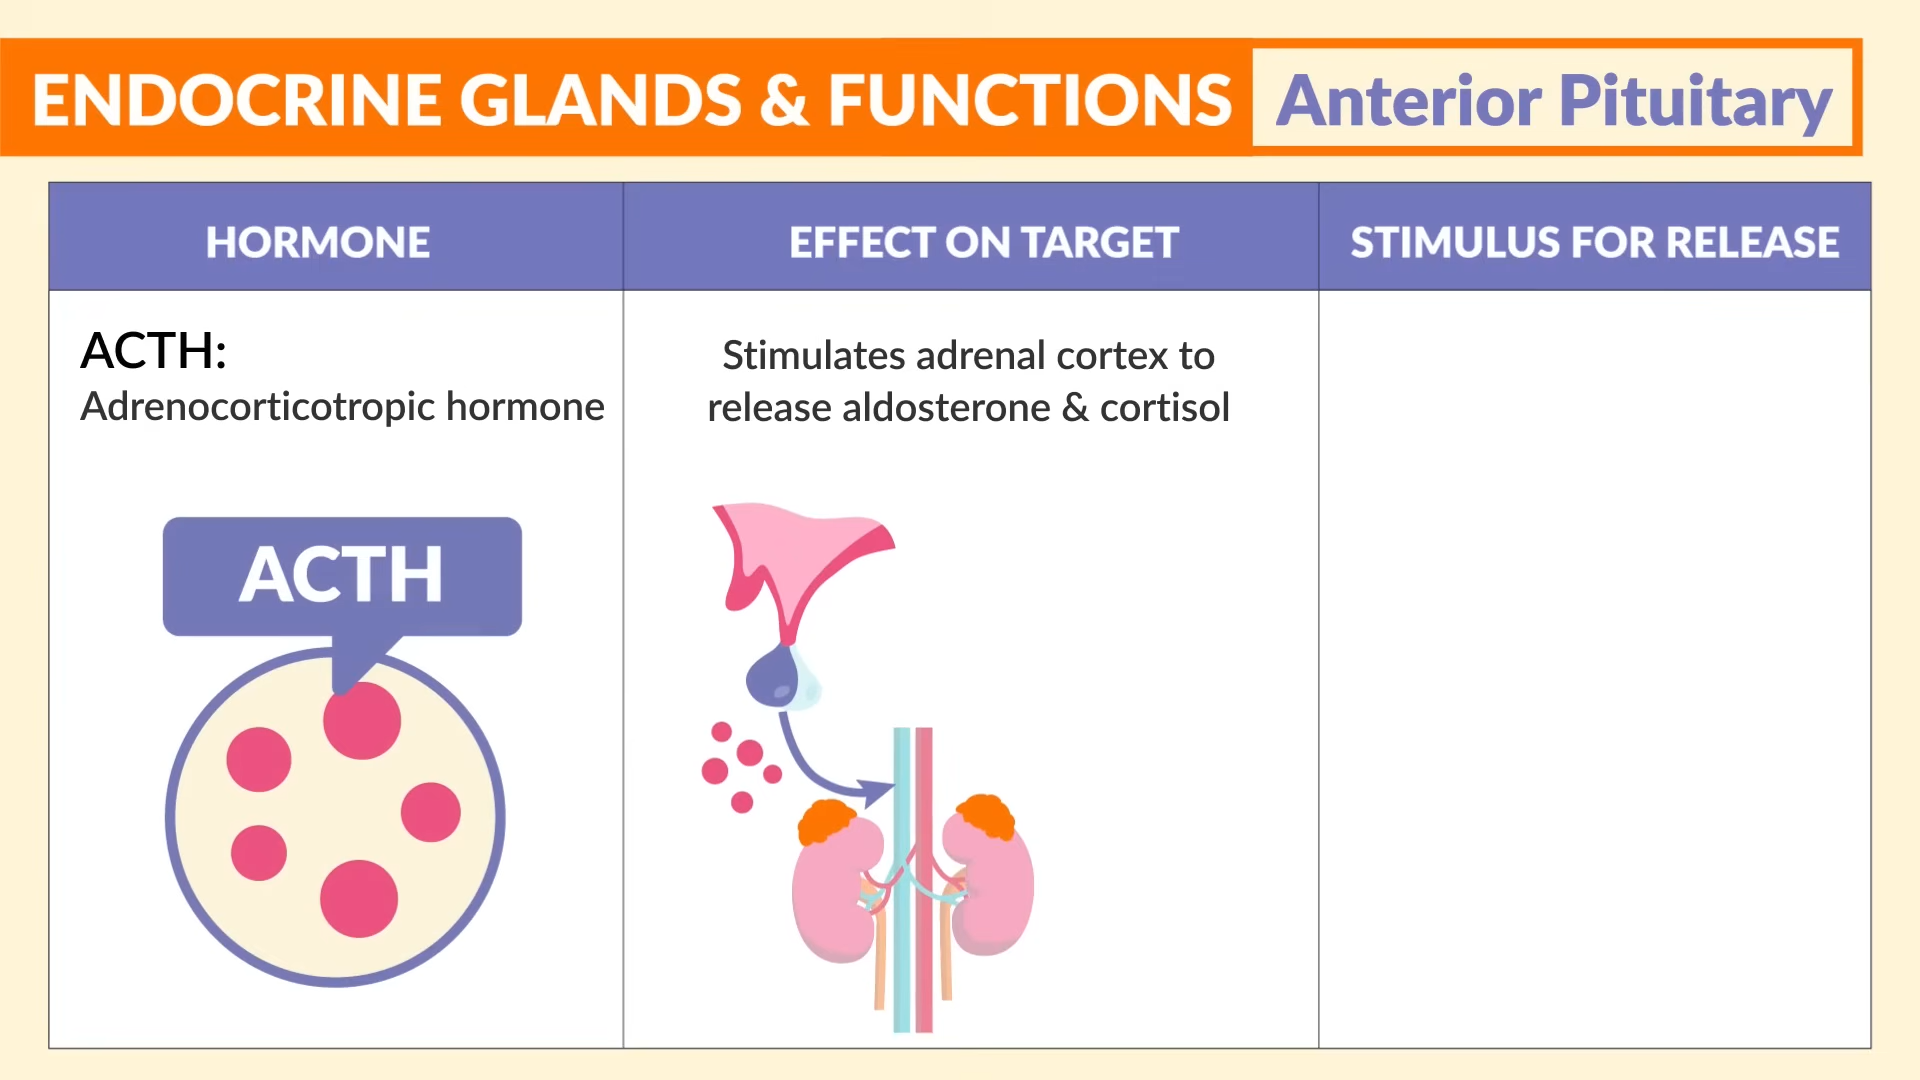 ENDOCRINE GLANDS & FUNCTIONS
Anterior Pituitary
HORMONE
EFFECT ON TARGET
STIMULUS FOR RELEASE
ACTH:
Adrenocorticotropic hormone
Stimulates adrenal cortex to
release aldosterone & cortisol
ACTH